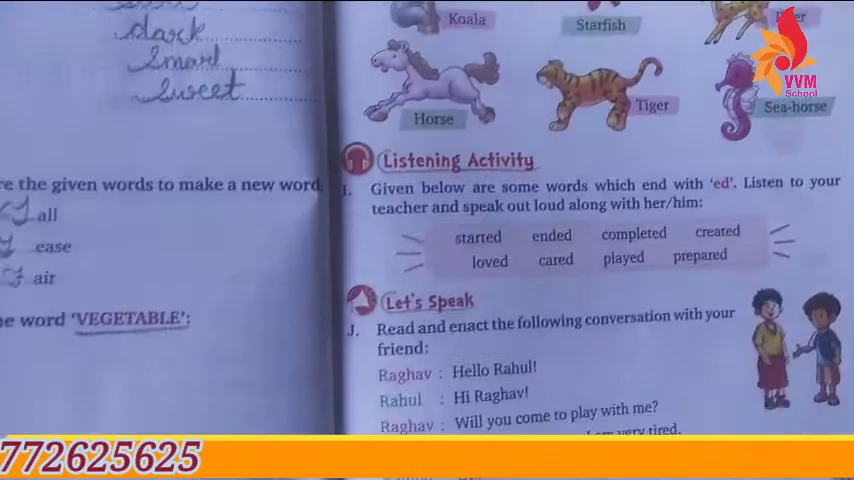 dark
Smart
Sweet
re the given words to make a new word
all
ease
air
e word 'VEGETABLE':
Koala
Starfish
Horse
Tiger
Sea-horse
VVM
School
Listening Activity
I. Given below are some words which end with 'ed'. Listen to your
teacher and speak out loud along with her/him:
started ended completed created
loved cared played prepared
Let's Speak
J. Read and enact the following conversation with your
friend:
Raghav : Hello Rahul!
Rahul : Hi Raghav!
Raghav : Will you come to play with me?
very tired.
772625625